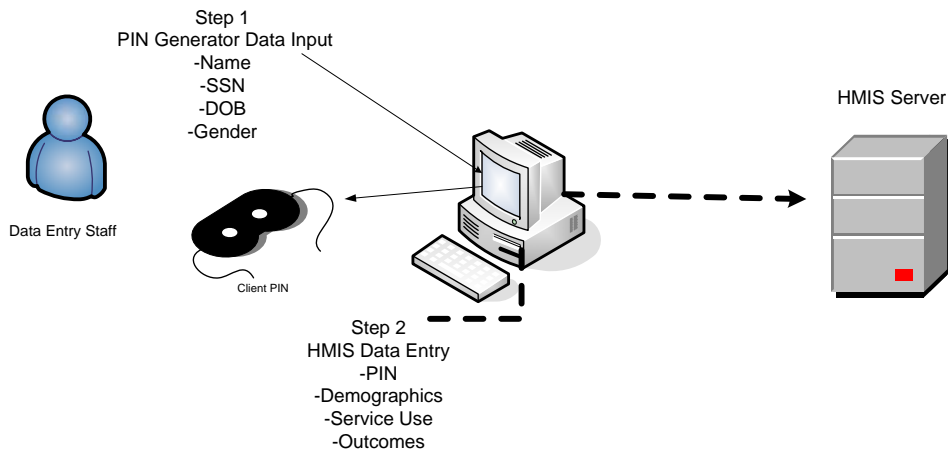 Step 1
PIN Generator Data Input
-Name
-SSN
-DOB
-Gender
HMIS Server
Data Entry Staff
Client PIN
Step 2
HMIS Data Entry
-PIN
-Demographics
-Service Use
-Outcomes